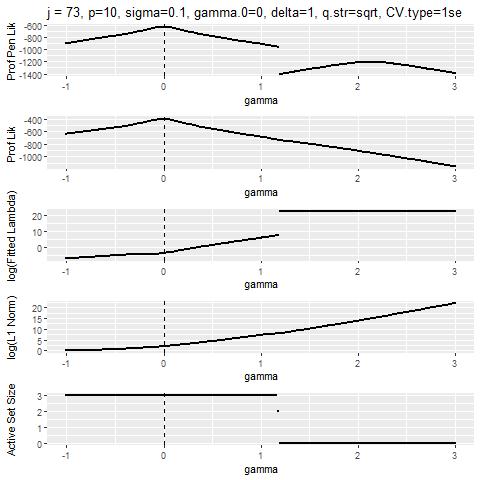 j = 73, p=10, sigma=0.1, gamma.0=0, delta=1, q.str=sqrt, CV.type=1se
Prof Pen Lik
-600
-800
-1000
-1200
-1400
-1 0 1 2 3
gamma
Prof Lik
-400
-600
-800
-1000
-1 0 1 2 3
gamma
log(Fitted Lambda)
20
10
0
-1 0 1 2 3
gamma
log(L1 Norm)
20
15
10
5
0
-1 0 1 2 3
gamma
Active Set Size
3
2
1
0
-1 0 1 2 3
gamma